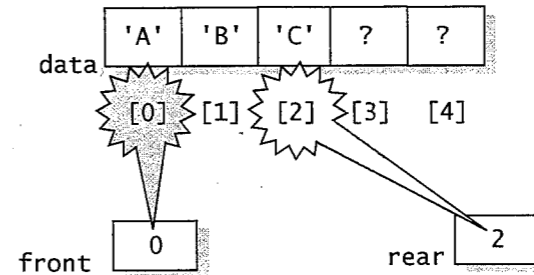 'A' 'B' 'C' ? ?
data
[0] [1] [2] [3] [4]
0 2
front rear